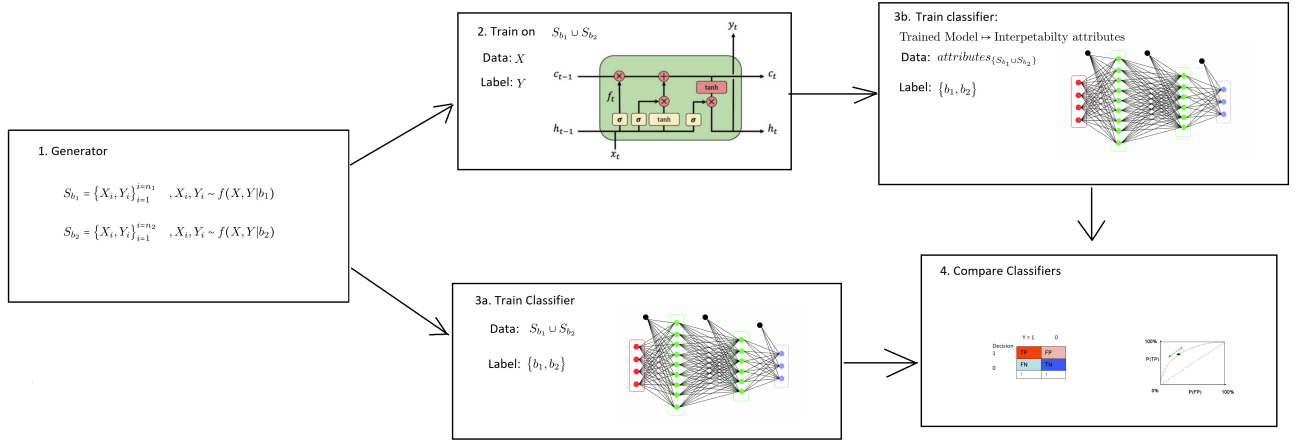 1. Generator
S_{b_1} = {X_i, Y_i}_{i=1}^{i=n_1} , X_i, Y_i ~ f(X, Y|b_1)
S_{b_2} = {X_i, Y_i}_{i=1}^{i=n_2} , X_i, Y_i ~ f(X, Y|b_2)
2. Train on S_{b_1} ∪ S_{b_2}
Data: X
Label: Y
y_t
c_{t-1}
c_t
tanh
f_t
σ σ tanh σ
h_{t-1}
h_t
x_t
3b. Train classifier:
Trained Model ↦ Interpetabilty attributes
Data: attributes_{{S_{b_1} ∪ S_{b_2}}}
Label: {b_1, b_2}
3a. Train Classifier
Data: S_{b_1} ∪ S_{b_2}
Label: {b_1, b_2}
4. Compare Classifiers
Y = 1 0
Decision
1 TP FP
0 FN TN
1 1
100%
P(TP)
0% P(FP) 100%